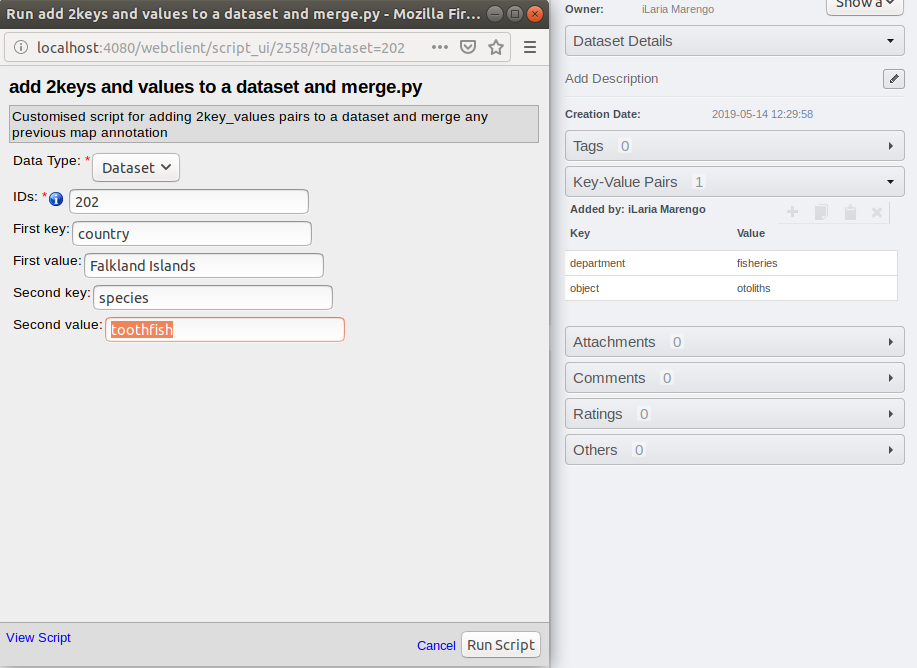 Run add 2keys and values to a dataset and merge.py - Mozilla Fir...
localhost:4080/webclient/script_ui/2558/?Dataset=202
add 2keys and values to a dataset and merge.py
Customised script for adding 2key_values pairs to a dataset and merge any
previous map annotation
Data Type: * Dataset
IDs: * 202
First key: country
First value: Falkland Islands
Second key: species
Second value: toothfish
View Script
Cancel Run Script
Owner: iLaria Marengo
Show a
Dataset Details
Add Description
Creation Date: 2019-05-14 12:29:58
Tags 0
Key-Value Pairs 1
Added by: iLaria Marengo
Key Value
department fisheries
object otoliths
Attachments 0
Comments 0
Ratings 0
Others 0